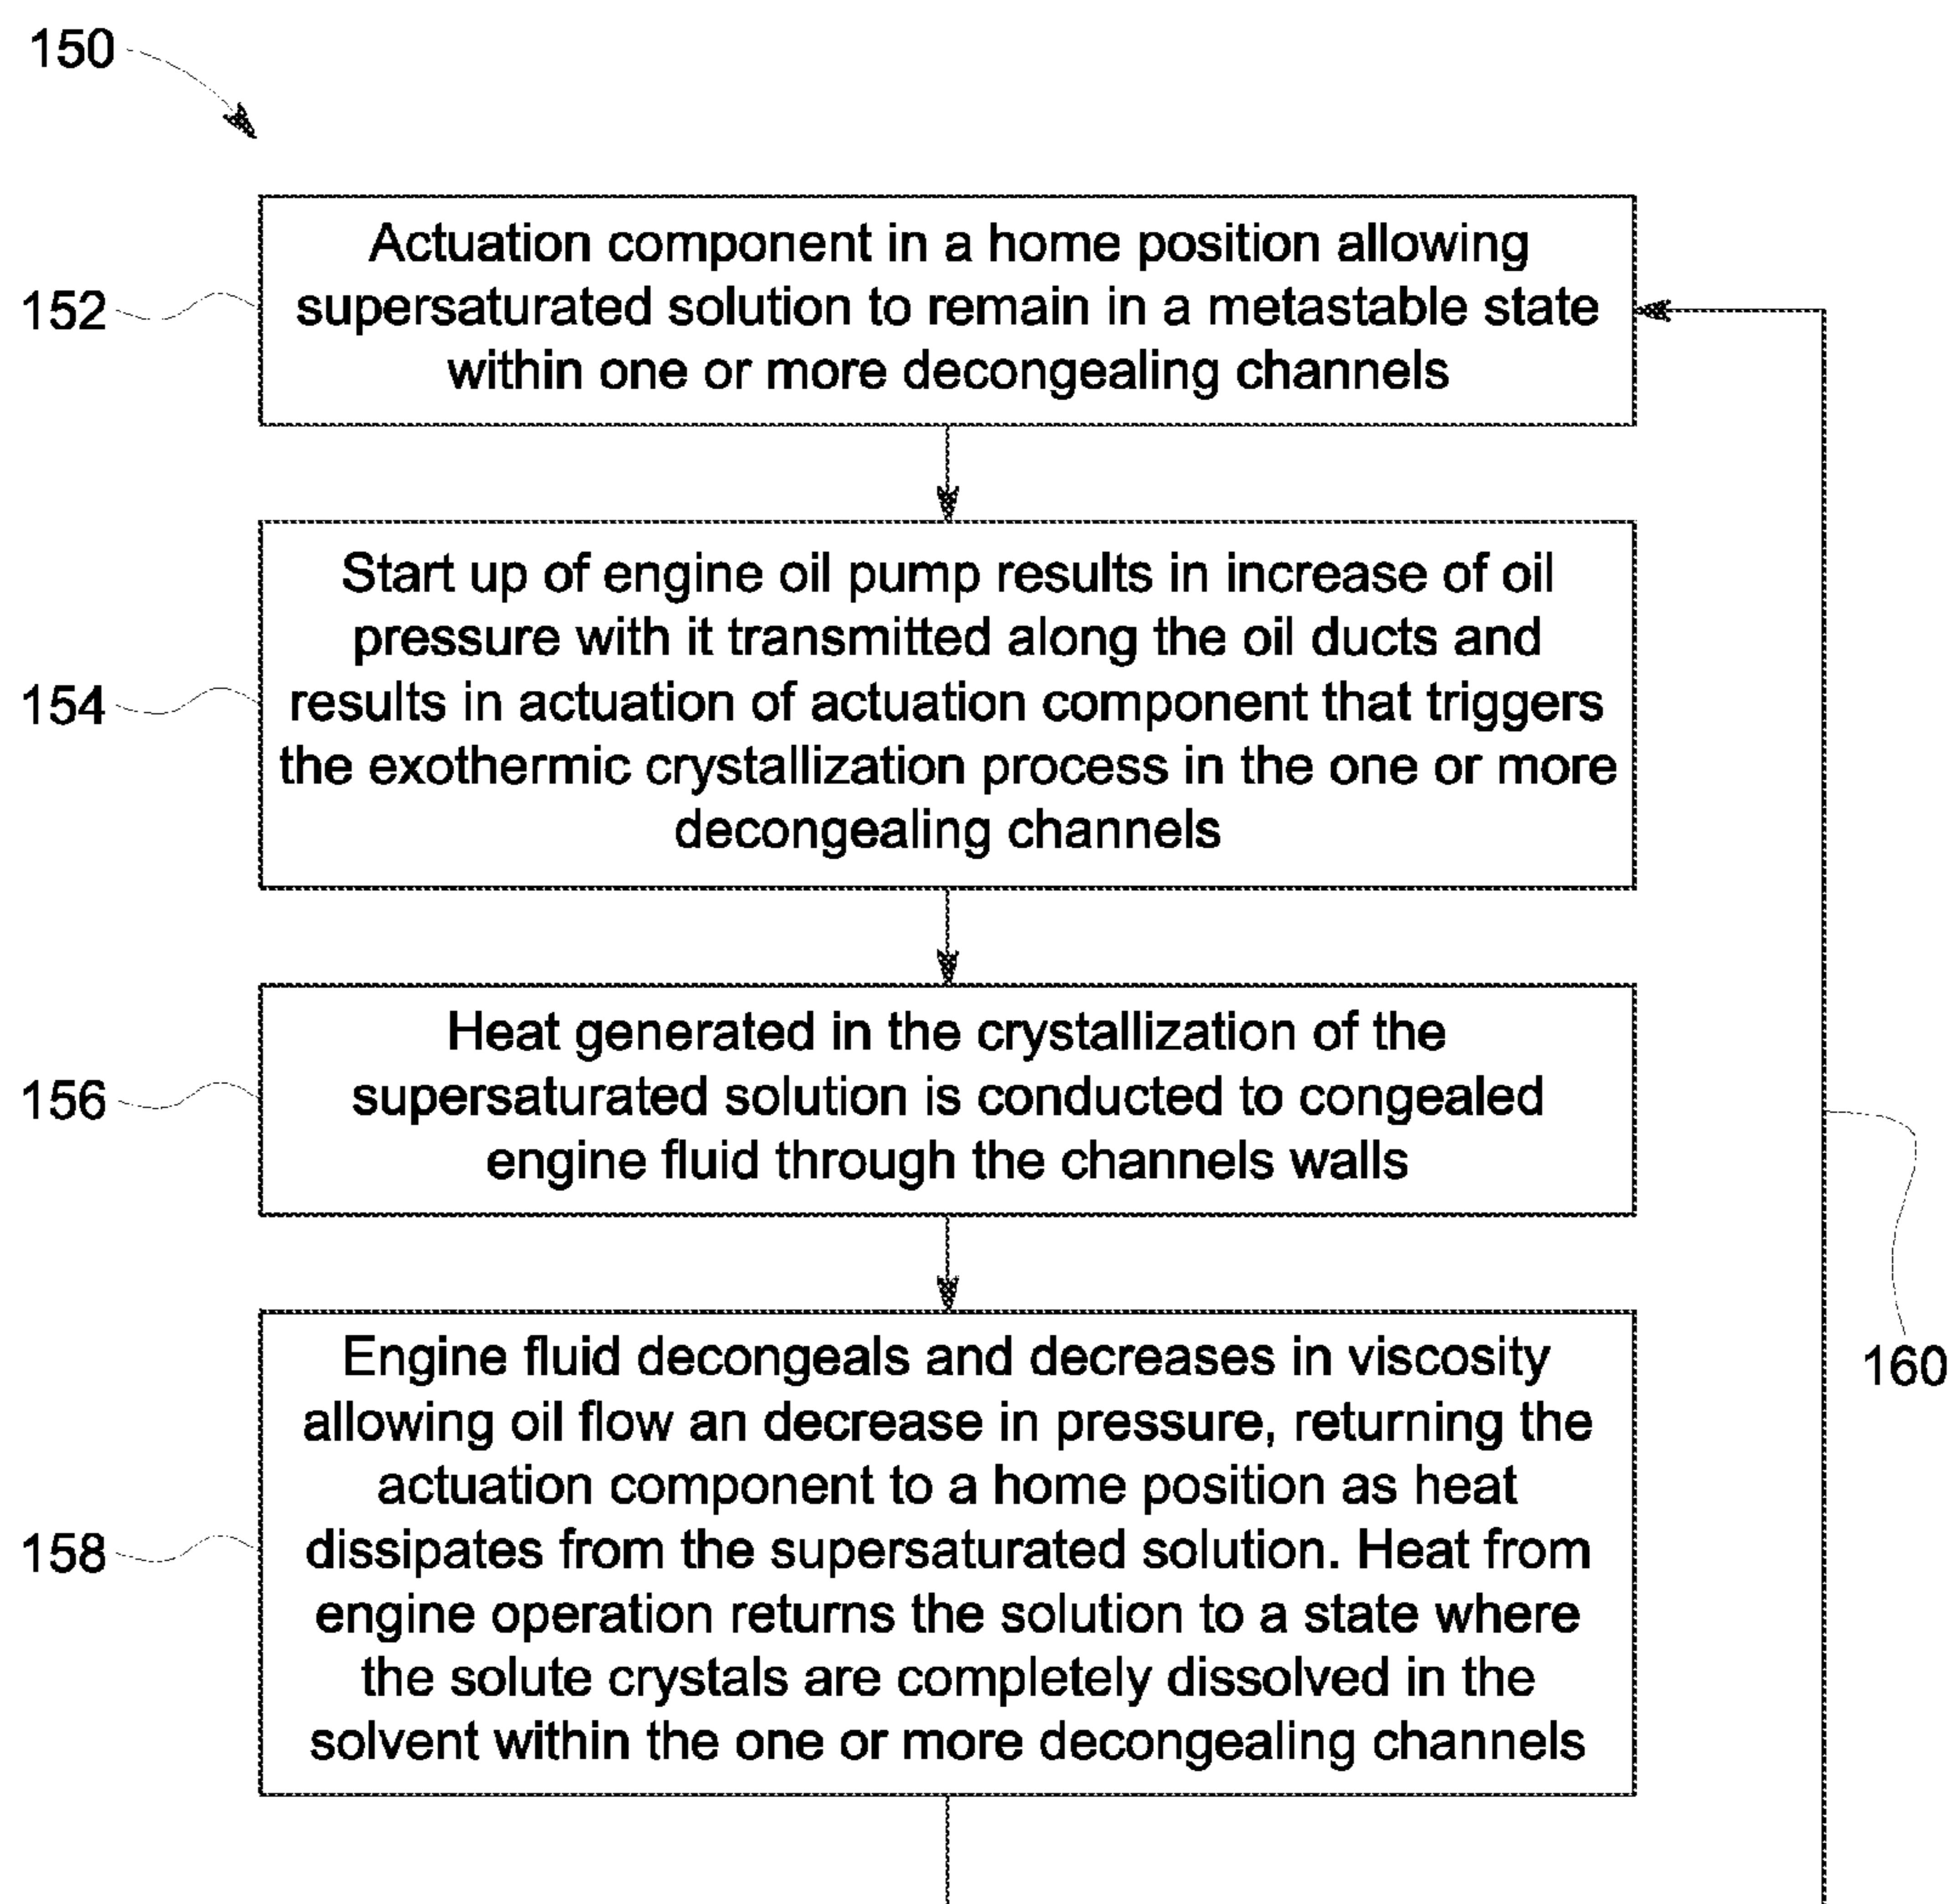 150
152
Actuation component in a home position allowing
supersaturated solution to remain in a metastable state
within one or more decongealing channels
154
Start up of engine oil pump results in increase of oil
pressure with it transmitted along the oil ducts and
results in actuation of actuation component that triggers
the exothermic crystallization process in the one or more
decongealing channels
156
Heat generated in the crystallization of the
supersaturated solution is conducted to congealed
engine fluid through the channels walls
158
Engine fluid decongeals and decreases in viscosity
allowing oil flow an decrease in pressure, returning the
actuation component to a home position as heat
dissipates from the supersaturated solution. Heat from
engine operation returns the solution to a state where
the solute crystals are completely dissolved in the
solvent within the one or more decongealing channels
160